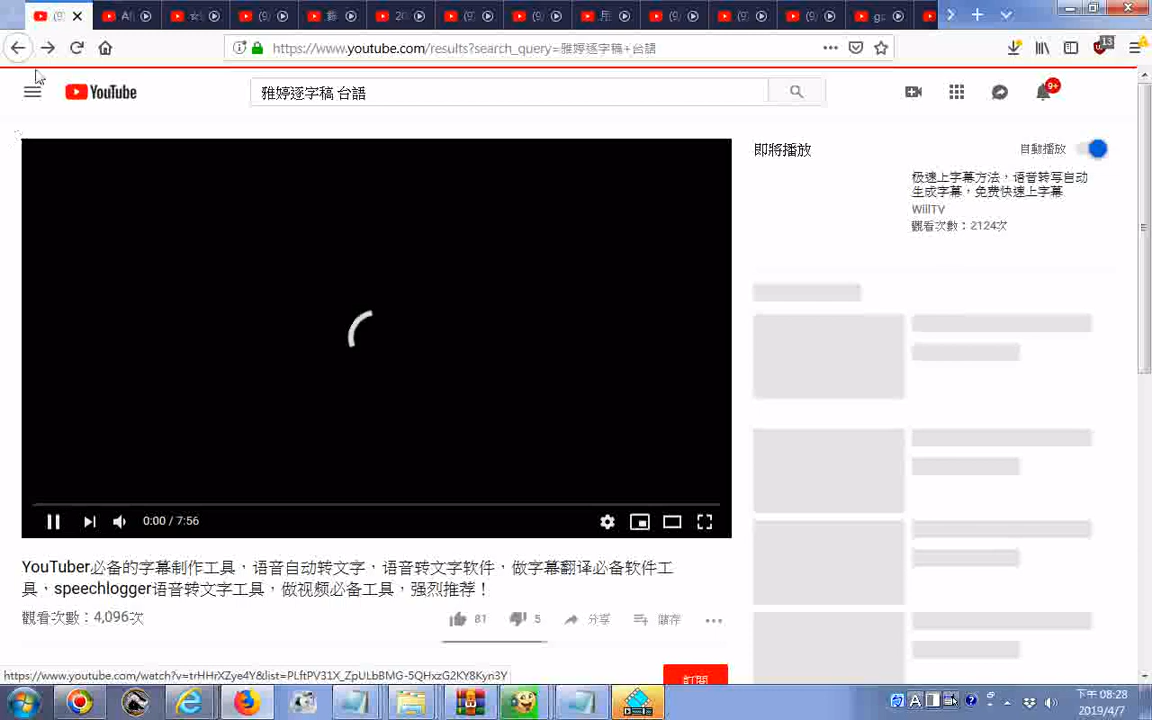 https://www.youtube.com/results?search_query=雅婷逐字稿+台語
13
YouTube
雅婷逐字稿 台語
9+
即將播放
自動播放
极速上字幕方法，语音转写自动
生成字幕，免费快速上字幕
WillTV
觀看次數：2124次
0:00 / 7:56
YouTuber必备的字幕制作工具，语音自动转文字，语音转文字软件，做字幕翻译必备软件工
具，speechlogger语音转文字工具，做视频必备工具，强烈推荐！
觀看次數：4,096次
81
5
分享
儲存
訂閱
https://www.youtube.com/watch?v=trHHrXZye4Y&list=PLftPV31X_ZpULbBMG-5QHxzG2KY8Kyn3Y
下午 08:28
2019/4/7